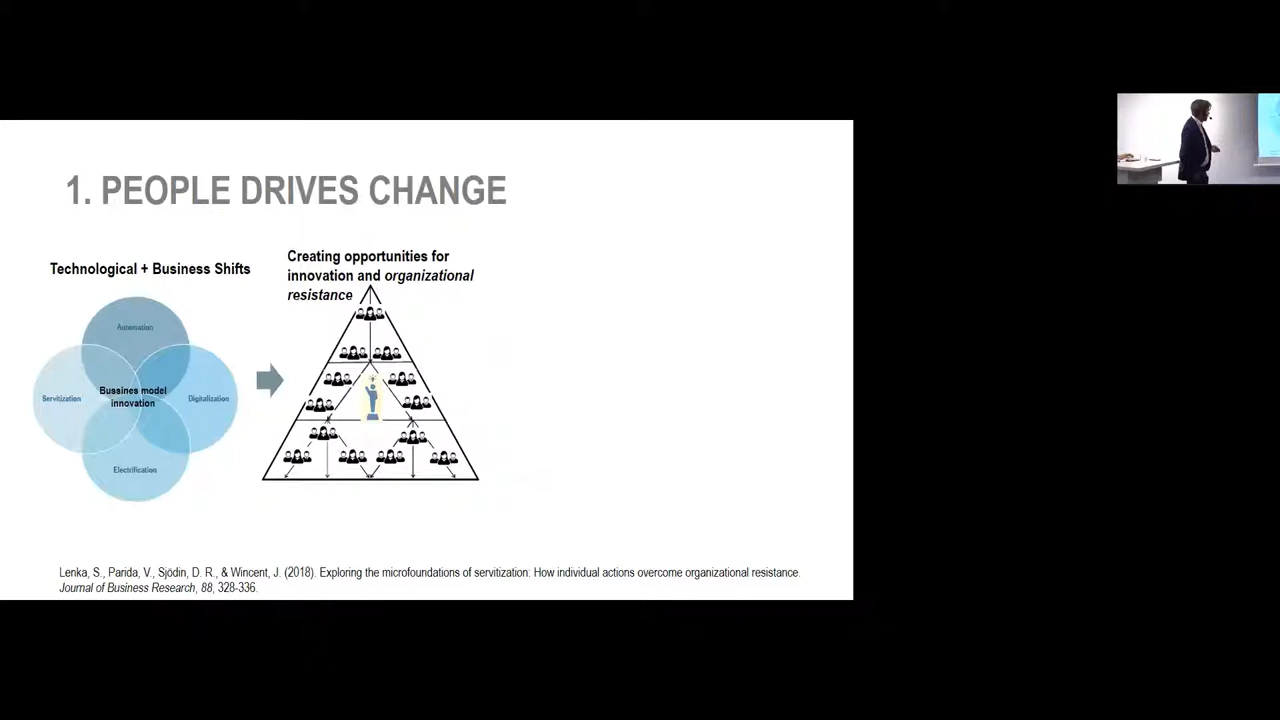 1. PEOPLE DRIVES CHANGE
Technological + Business Shifts
Creating opportunities for
innovation and organizational
resistance
Automation
Servitization
Bussines model
innovation
Digitalization
Electrification
Lenka, S., Parida, V., Sjödin, D. R., & Wincent, J. (2018). Exploring the microfoundations of servitization: How individual actions overcome organizational resistance.
Journal of Business Research, 88, 328-336.